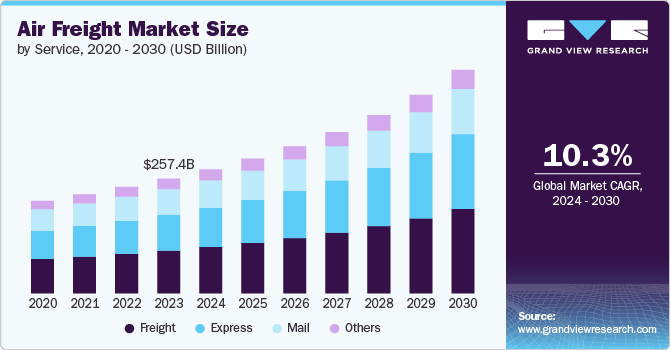 Air Freight Market Size
by Service, 2020 - 2030 (USD Billion)
$257.4B
2020 2021 2022 2023 2024 2025 2026 2027 2028 2029 2030
Freight Express Mail Others
GRAND VIEW RESEARCH
10.3%
Global Market CAGR,
2024 - 2030
Source:
www.grandviewresearch.com